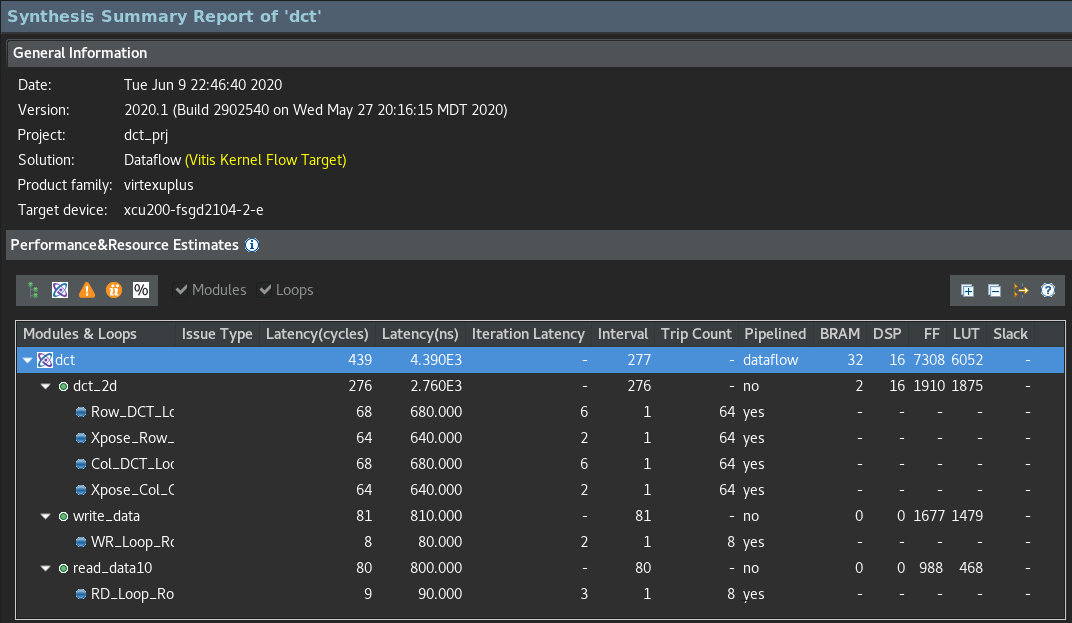 Synthesis Summary Report of 'dct'
General Information
Date: Tue Jun 9 22:46:40 2020
Version: 2020.1 (Build 2902540 on Wed May 27 20:16:15 MDT 2020)
Project: dct_prj
Solution: Dataflow (Vitis Kernel Flow Target)
Product family: virtexuplus
Target device: xcu200-fsgd2104-2-e
Performance&Resource Estimates
% Modules Loops
Modules & Loops Issue Type Latency(cycles) Latency(ns) Iteration Latency Interval Trip Count Pipelined BRAM DSP FF LUT Slack
dct 439 4.390E3 - 277 - dataflow 32 16 7308 6052 -
dct_2d 276 2.760E3 - 276 - no 2 16 1910 1875 -
Row_DCT_Lo 68 680.000 6 1 64 yes - - - - -
Xpose_Row_ 64 640.000 2 1 64 yes - - - - -
Col_DCT_Loo 68 680.000 6 1 64 yes - - - - -
Xpose_Col_O 64 640.000 2 1 64 yes - - - - -
write_data 81 810.000 - 81 - no 0 0 1677 1479 -
WR_Loop_Ro 8 80.000 2 1 8 yes - - - - -
read_data10 80 800.000 - 80 - no 0 0 988 468 -
RD_Loop_Ro 9 90.000 3 1 8 yes - - - - -